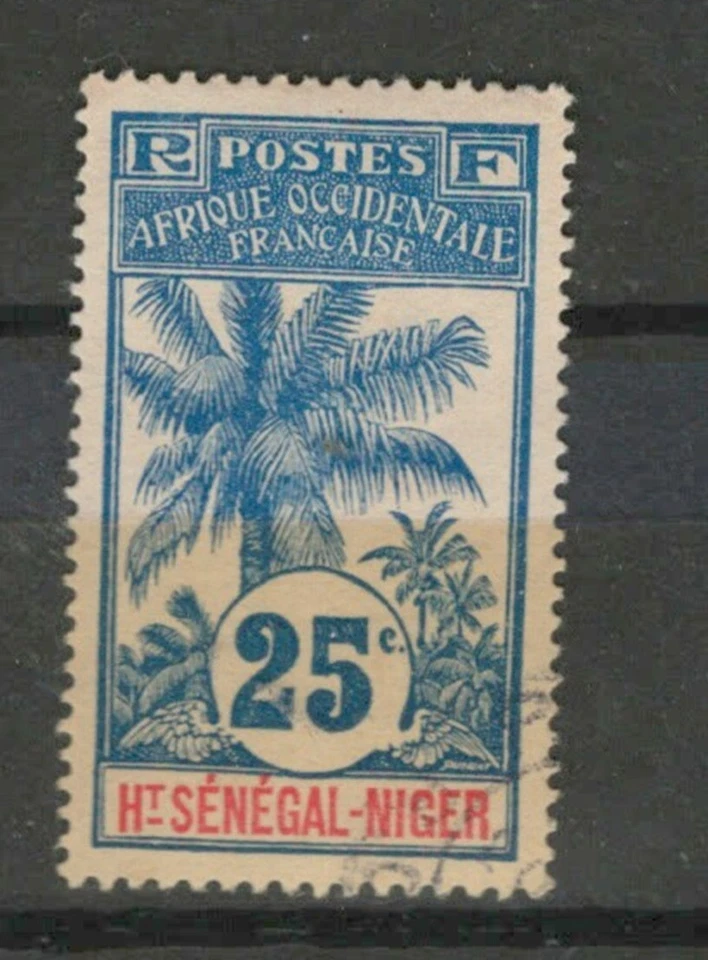 R POSTES F
AFRIQUE OCCIDENTALE
FRANÇAISE
25 c.
HT SÉNÉGAL-NIGER